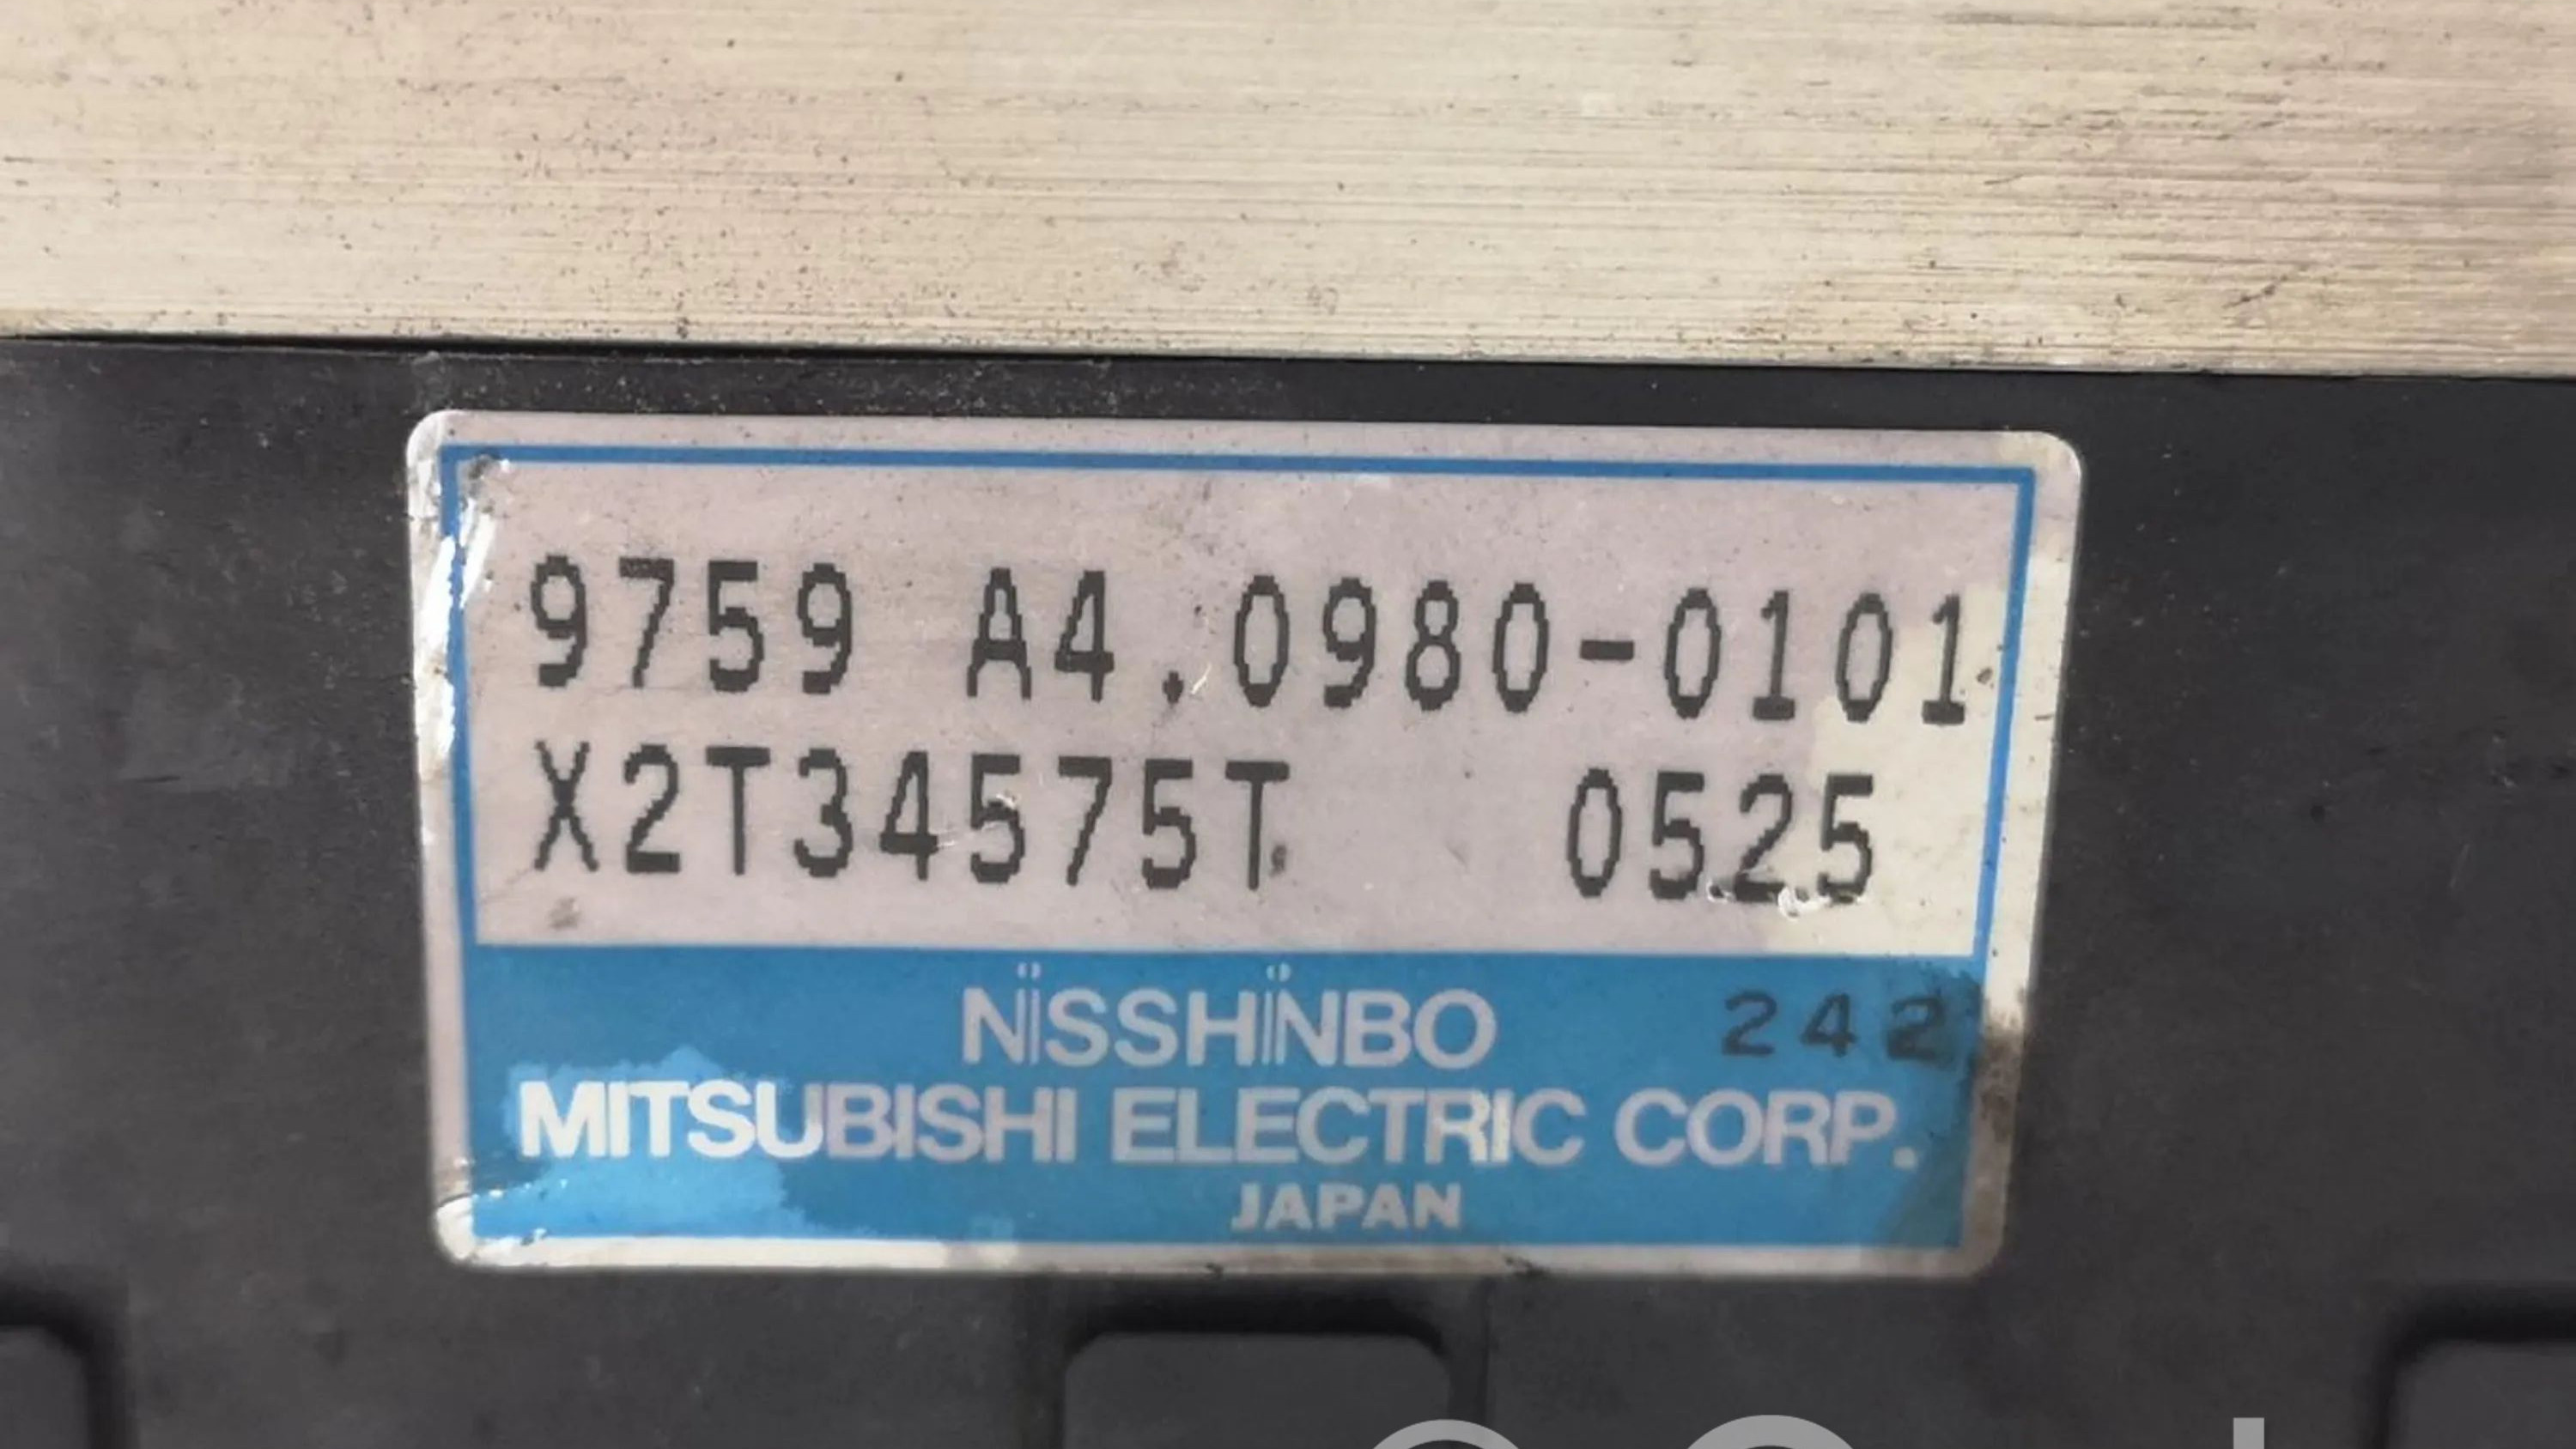 9759 A4.0980-0101
X2T34575T 0525
NISSHINBO 242
MITSUBISHI ELECTRIC CORP.
JAPAN